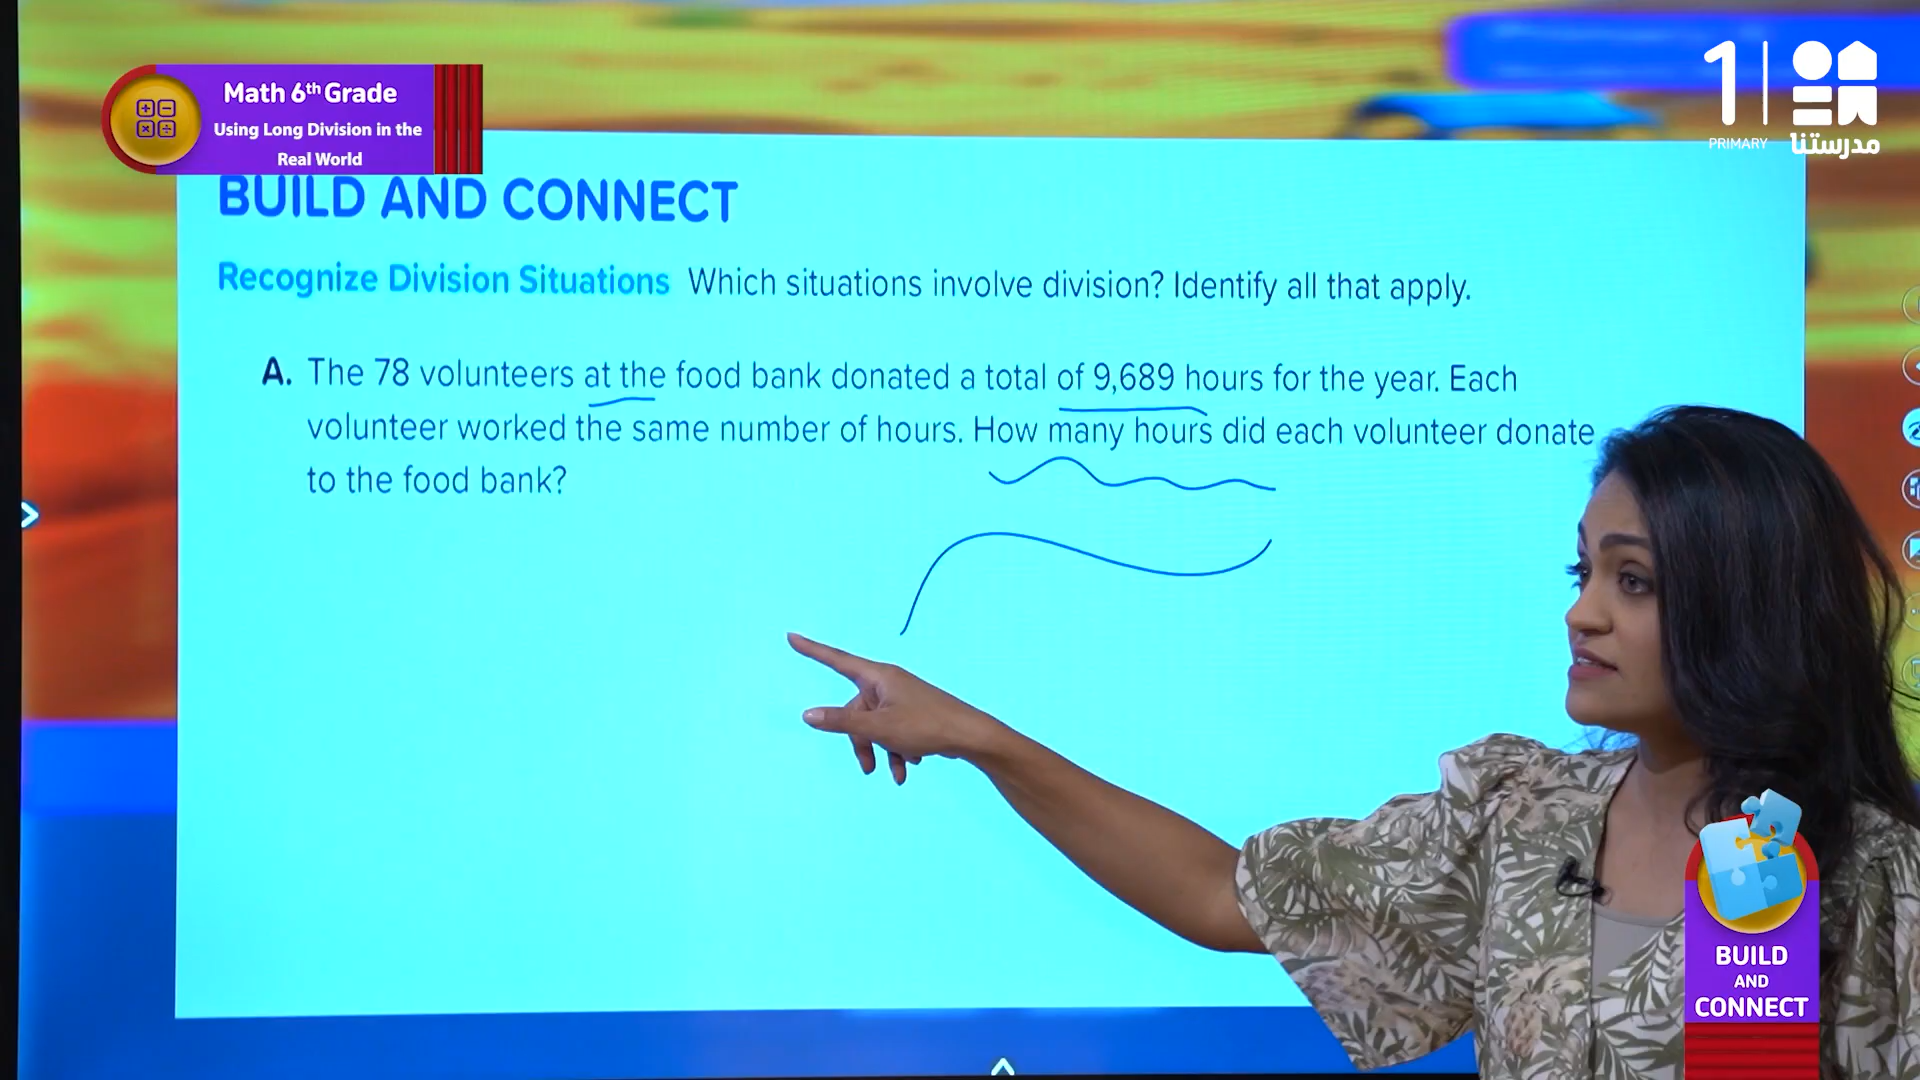 Math 6th Grade
Using Long Division in the
Real World
1
PRIMARY
مدرستنا
BUILD AND CONNECT
Recognize Division Situations Which situations involve division? Identify all that apply.
A. The 78 volunteers at the food bank donated a total of 9,689 hours for the year. Each
volunteer worked the same number of hours. How many hours did each volunteer donate
to the food bank?
BUILD
AND
CONNECT